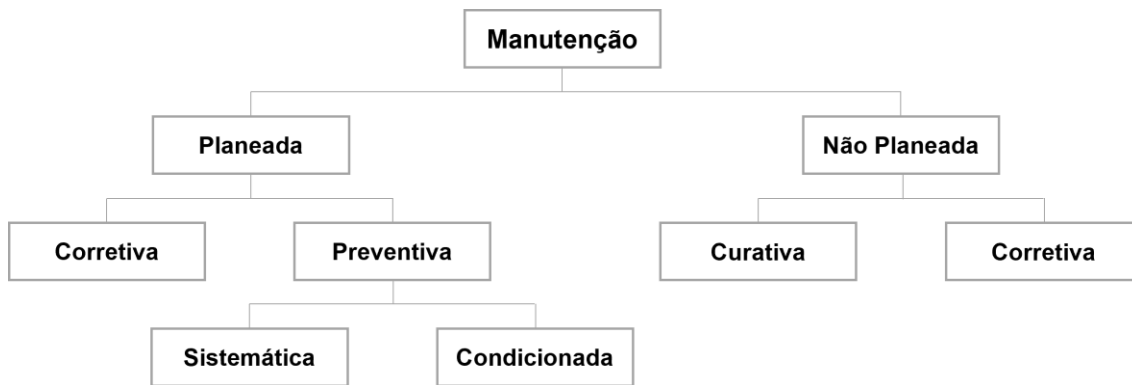 Manutenção
Planeada
Não Planeada
Corretiva
Preventiva
Curativa
Corretiva
Sistemática
Condicionada